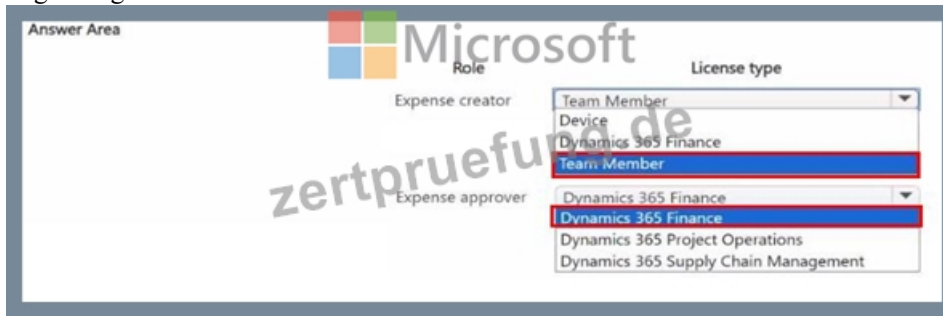 Answer Area
Microsoft
Role License type
Expense creator Team Member
Device
Dynamics 365 Finance
Team Member
zertpruefung.de
Expense approver Dynamics 365 Finance
Dynamics 365 Finance
Dynamics 365 Project Operations
Dynamics 365 Supply Chain Management